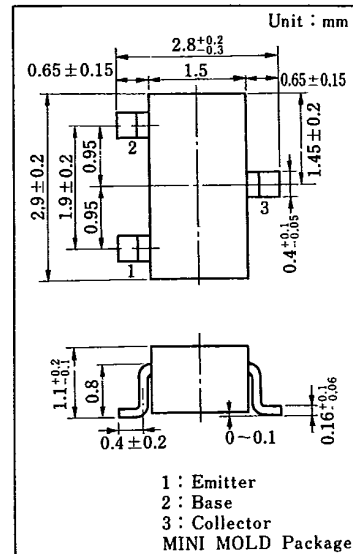 Unit : mm
2.8 +0.2 -0.3
0.65±0.15
1.5
0.65±0.15
2.9±0.2
1.9±0.2
0.95
0.95
2
1
3
1.45±0.2
0.4 +0.1 -0.05
1.1 +0.2 -0.1
0.8
0.4±0.2
0~0.1
0.16 +0.1 -0.06
1 : Emitter
2 : Base
3 : Collector
MINI MOLD Package